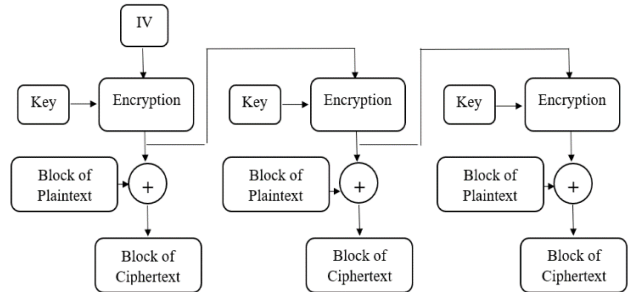 IV
Key
Encryption
Key
Encryption
Key
Encryption
Block of
Plaintext
+
Block of
Plaintext
+
Block of
Plaintext
+
Block of
Ciphertext
Block of
Ciphertext
Block of
Ciphertext